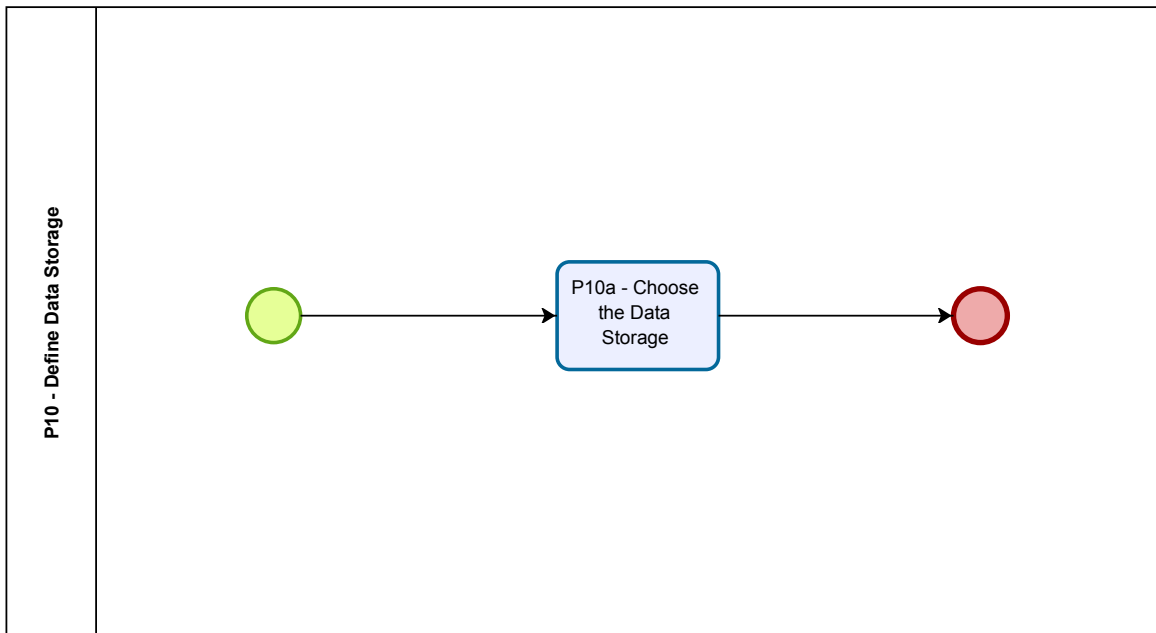 P10 - Define Data Storage
P10a - Choose
the Data
Storage